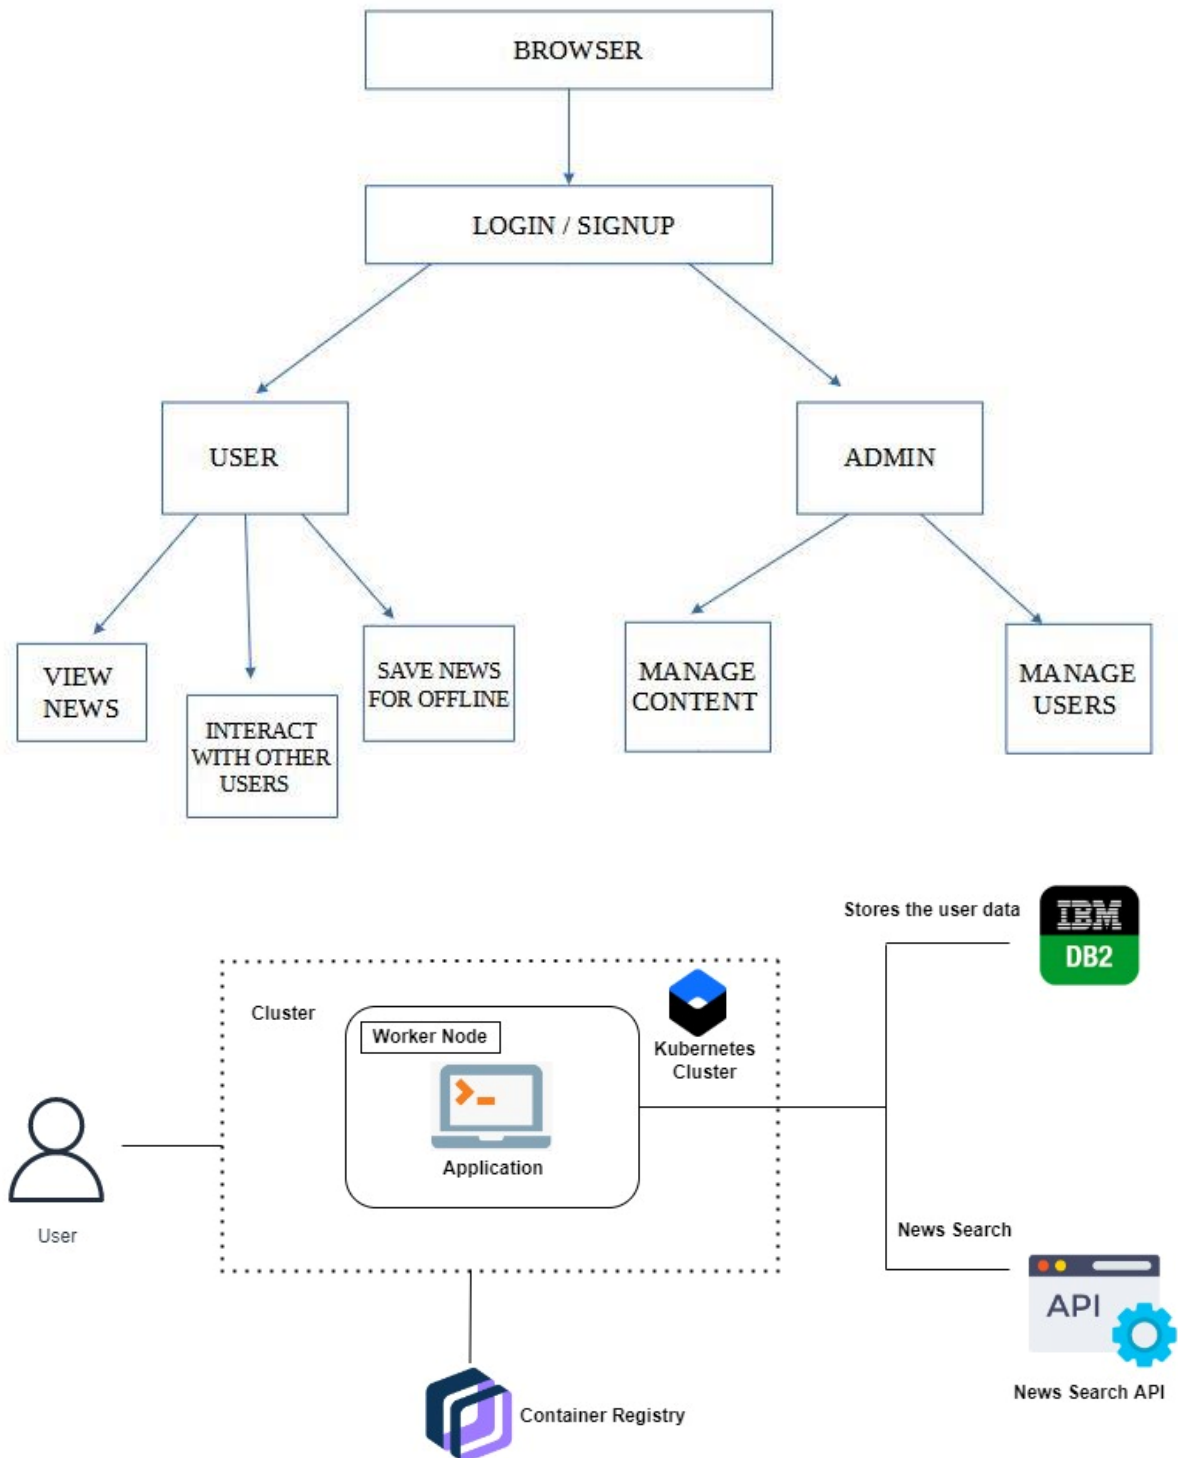 BROWSER
LOGIN / SIGNUP
USER
ADMIN
VIEW
NEWS
INTERACT
WITH OTHER
USERS
SAVE NEWS
FOR OFFLINE
MANAGE
CONTENT
MANAGE
USERS
Stores the user data
IBM
DB2
Cluster
Worker Node
Kubernetes
Cluster
Application
User
News Search
API
News Search API
Container Registry